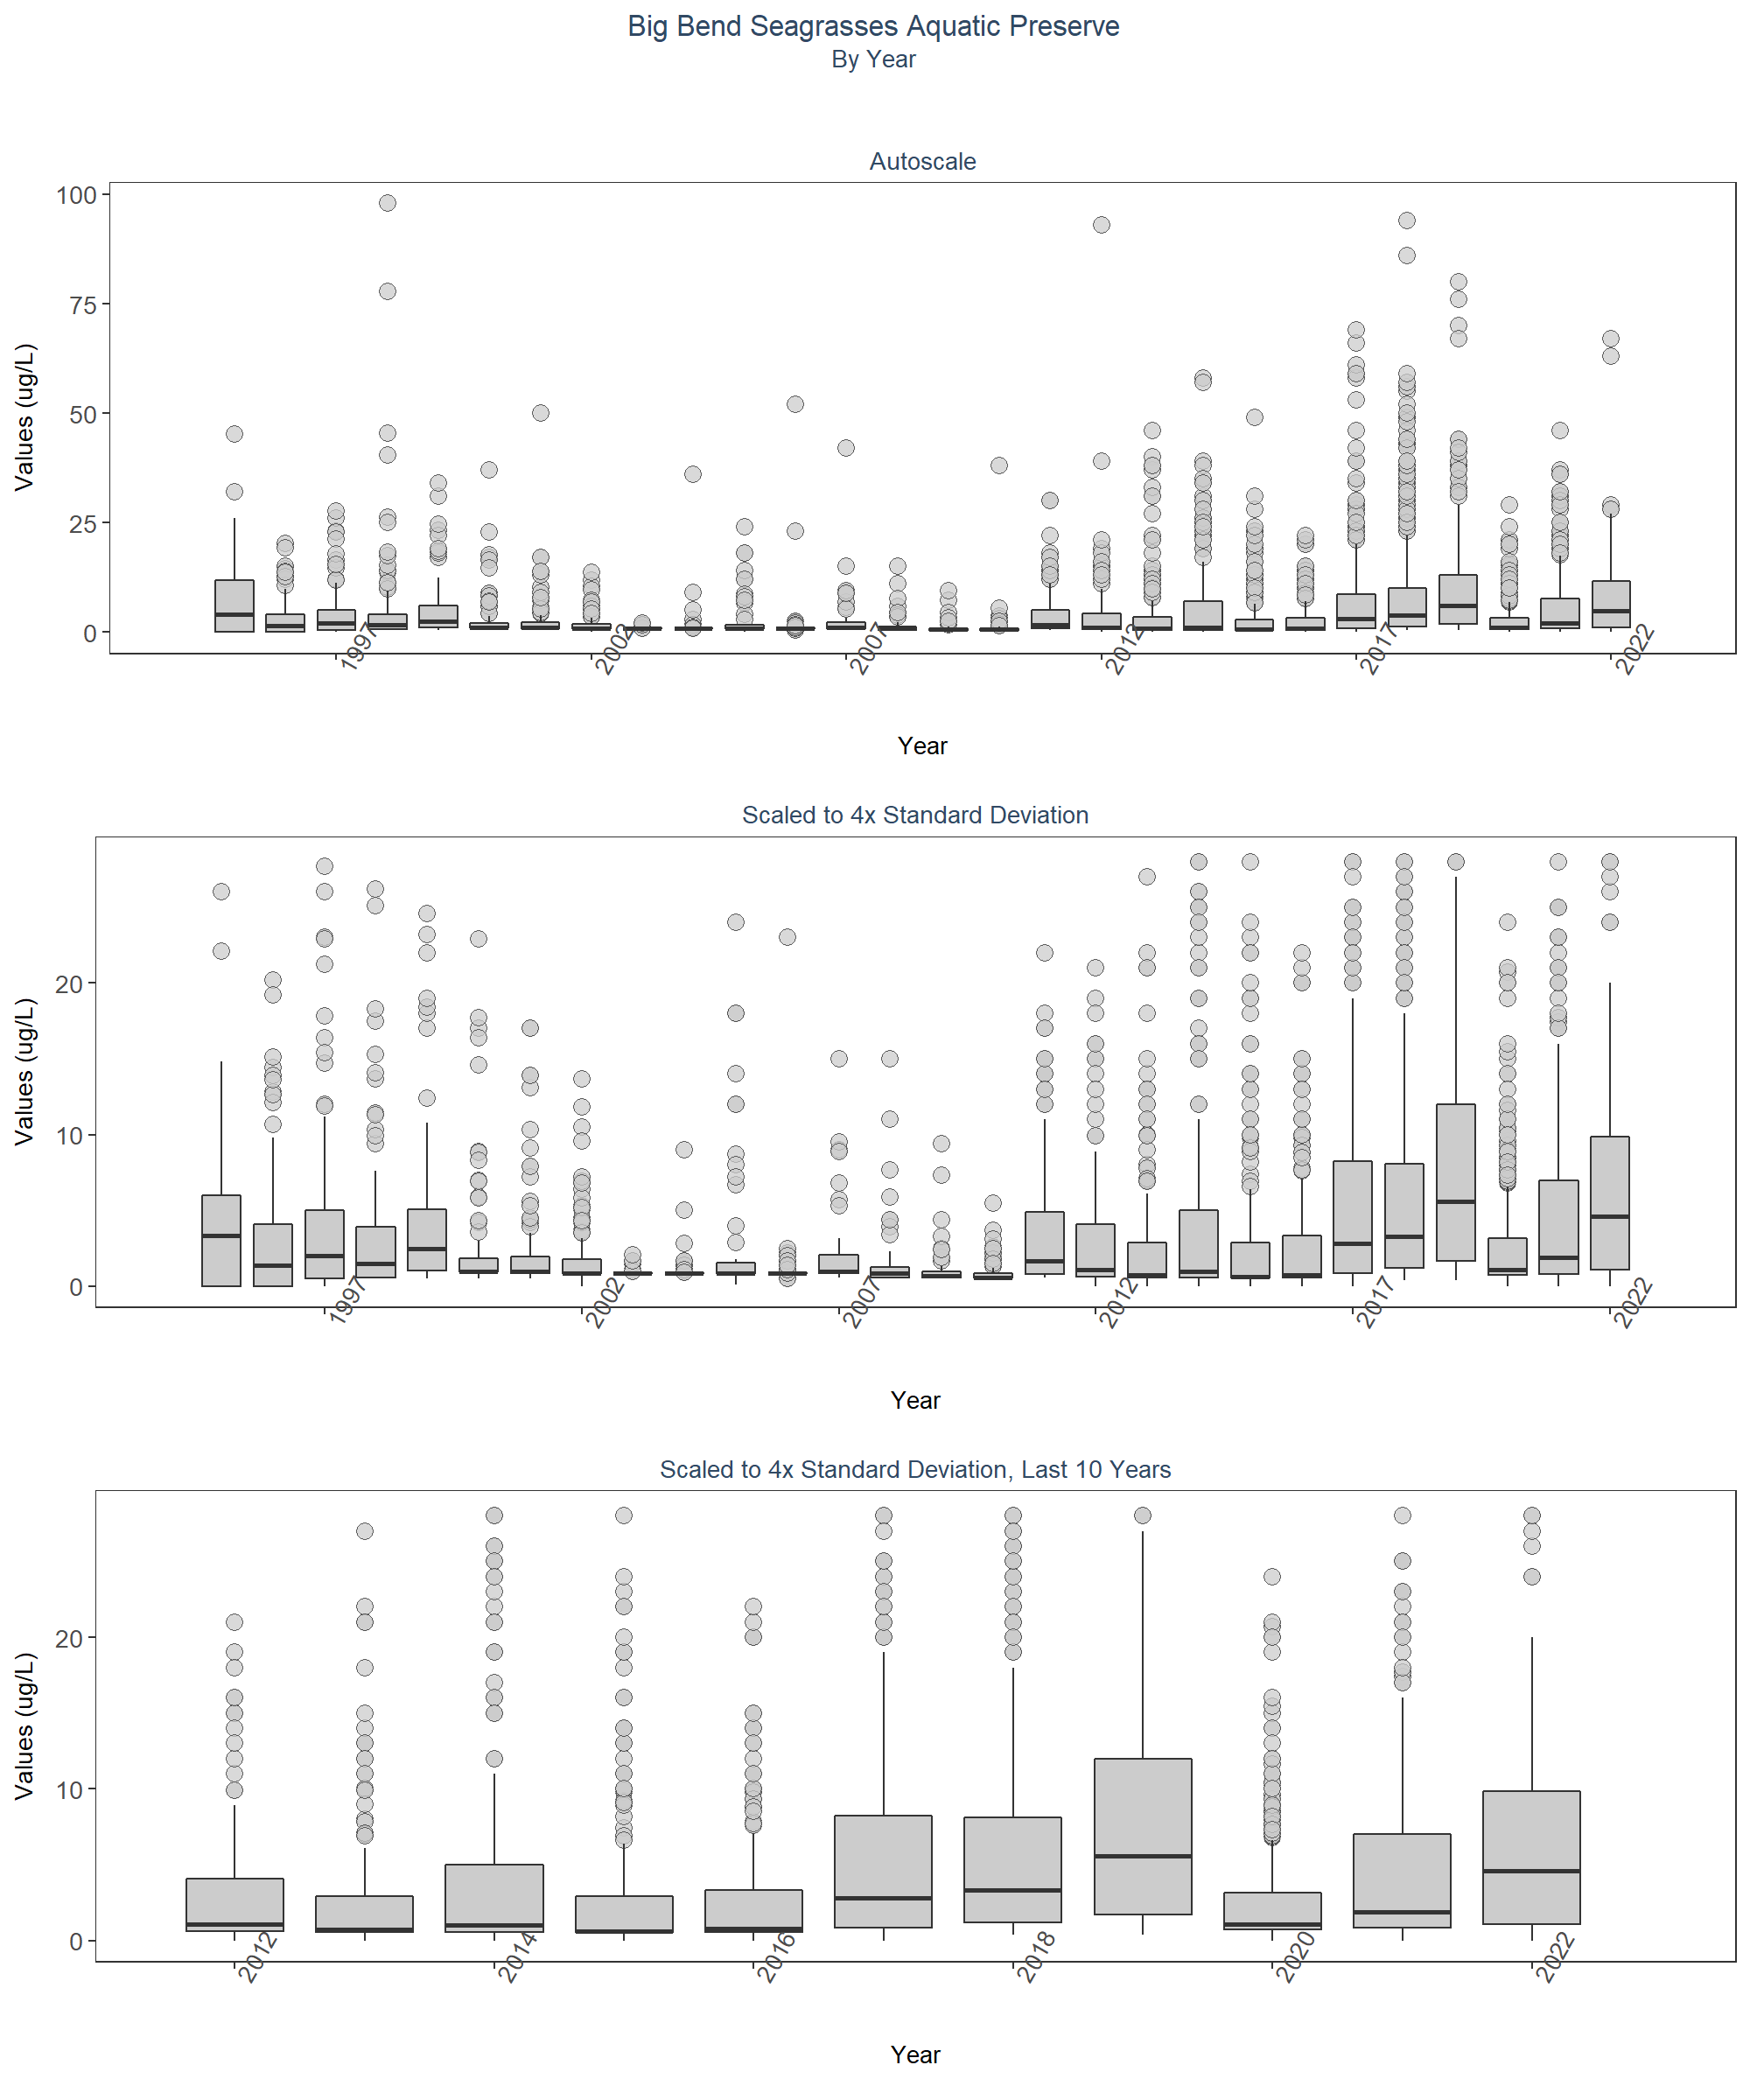 Big Bend Seagrasses Aquatic Preserve
By Year
Autoscale
Values (ug/L)
100
75
50
25
0
1997
2002
2007
2012
2017
2022
Year
Scaled to 4x Standard Deviation
Values (ug/L)
20
10
0
1997
2002
2007
2012
2017
2022
Year
Scaled to 4x Standard Deviation, Last 10 Years
Values (ug/L)
20
10
0
2012
2014
2016
2018
2020
2022
Year